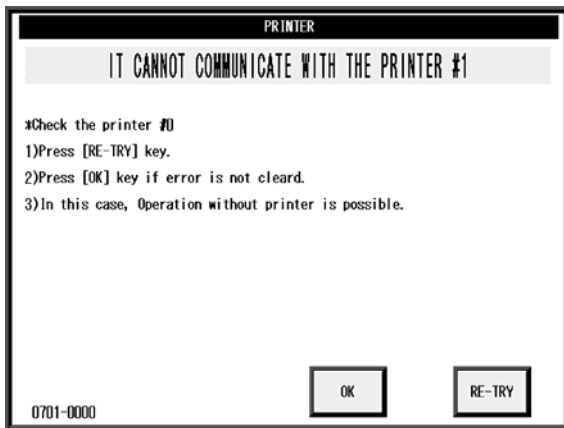 PRINTER
IT CANNOT COMMUNICATE WITH THE PRINTER #1
*Check the printer #0
1)Press [RE-TRY] key.
2)Press [OK] key if error is not cleard.
3)In this case, Operation without printer is possible.
OK
RE-TRY
0701-0000